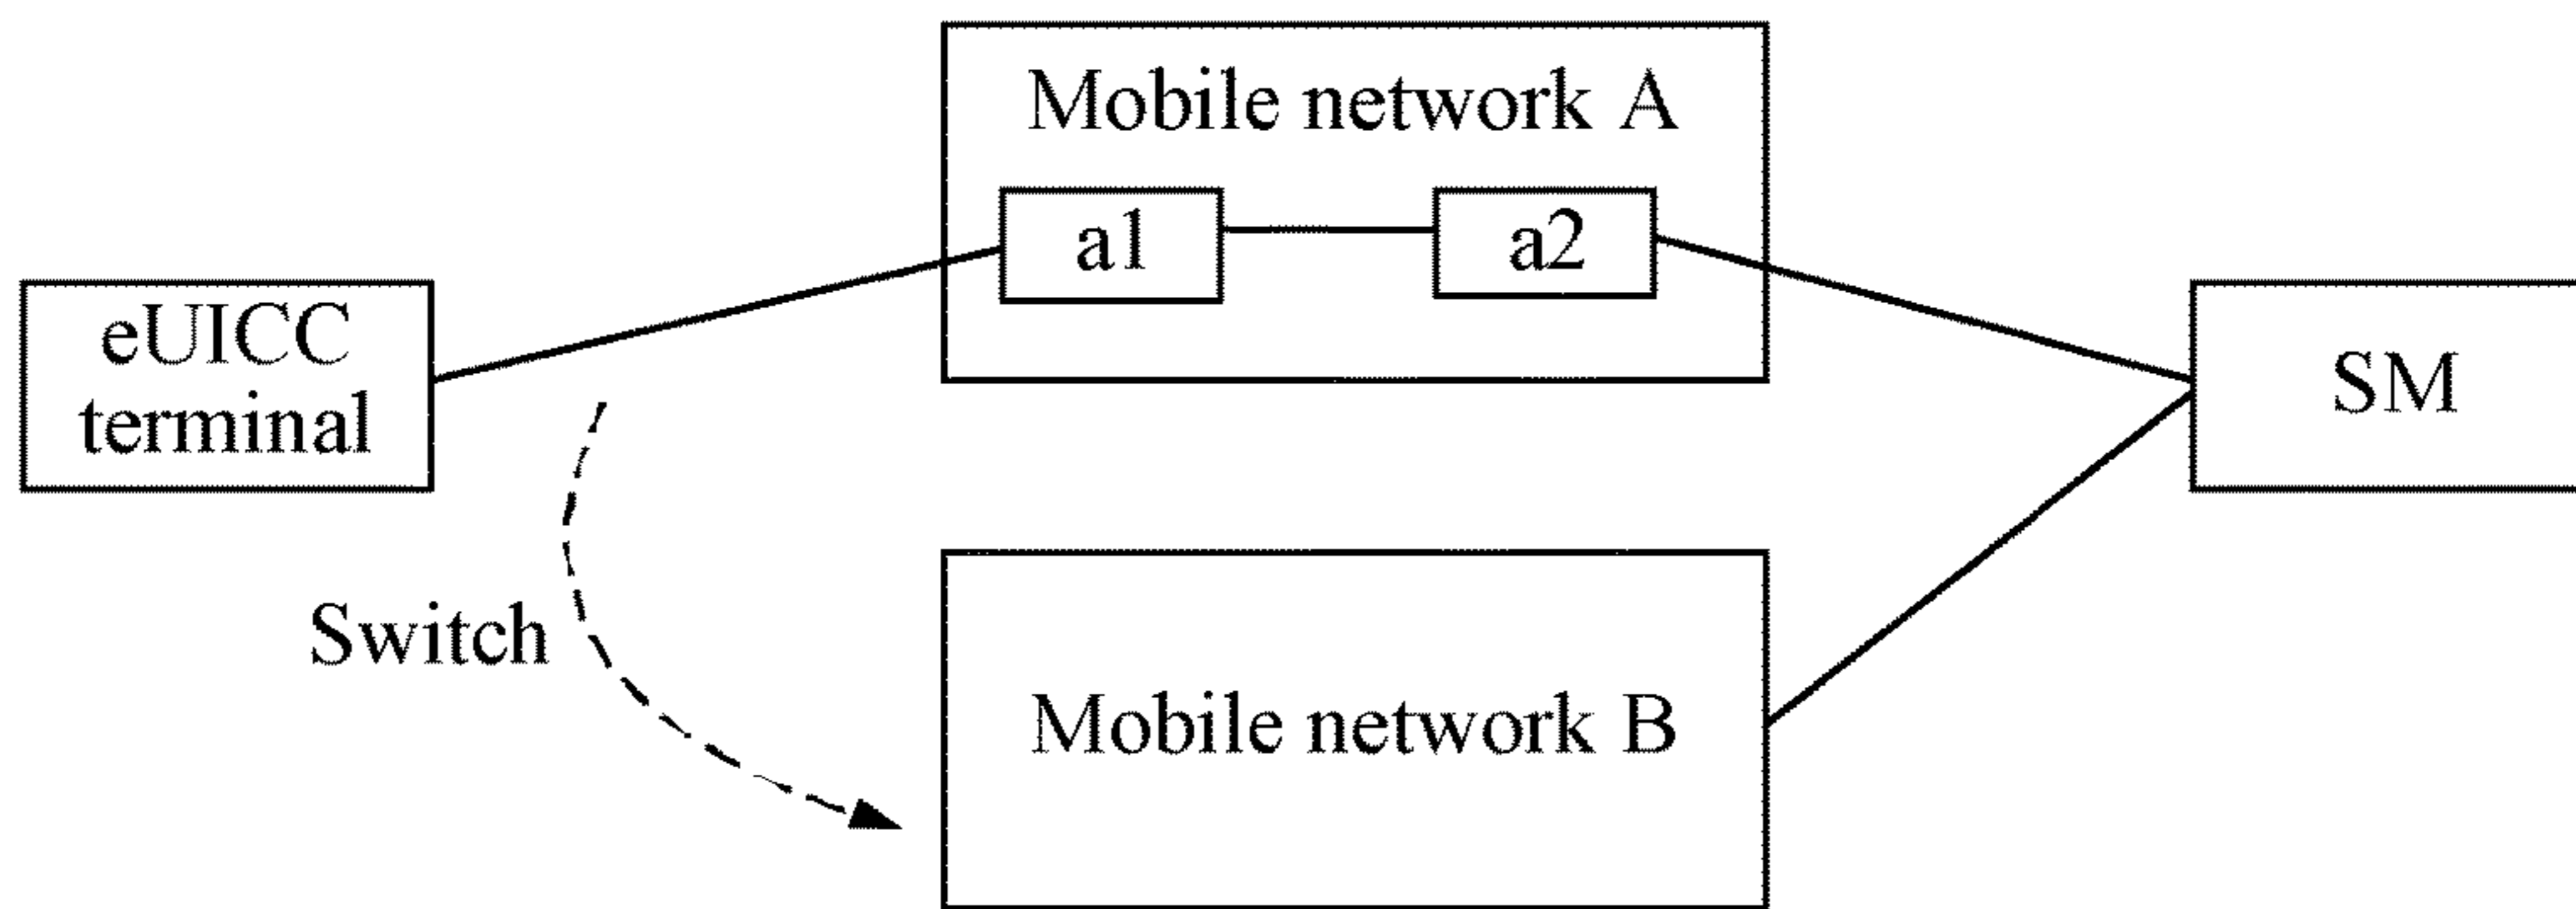 Mobile network A
a1
a2
eUICC
terminal
SM
Switch
Mobile network B